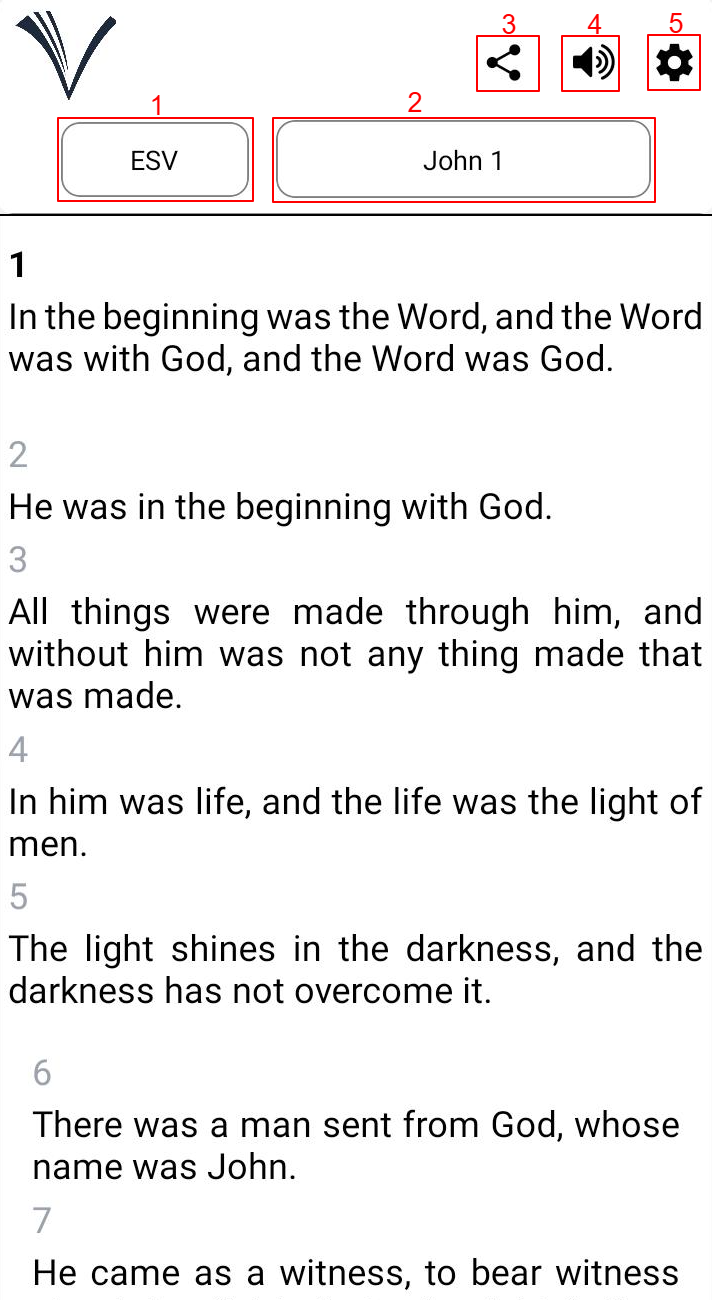 3 4 5
1 2
ESV John 1
1
In the beginning was the Word, and the Word
was with God, and the Word was God.
2
He was in the beginning with God.
3
All things were made through him, and
without him was not any thing made that
was made.
4
In him was life, and the life was the light of
men.
5
The light shines in the darkness, and the
darkness has not overcome it.
6
There was a man sent from God, whose
name was John.
7
He came as a witness, to bear witness